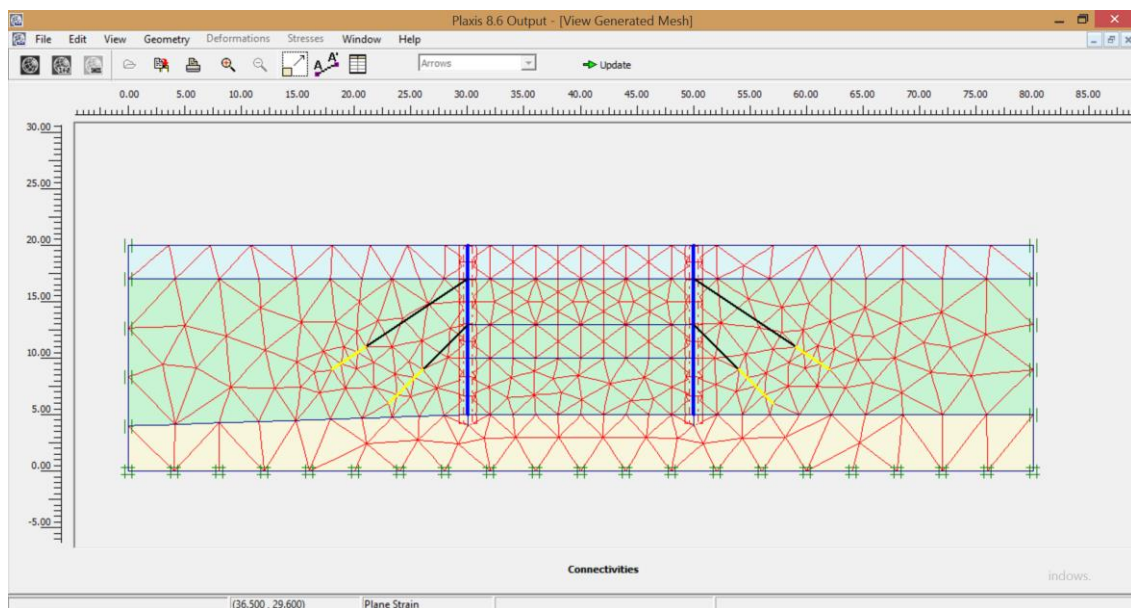 Plaxis 8.6 Output - [View Generated Mesh]
File Edit View Geometry Deformations Stresses Window Help
A A' Arrows Update
0.00 5.00 10.00 15.00 20.00 25.00 30.00 35.00 40.00 45.00 50.00 55.00 60.00 65.00 70.00 75.00 80.00 85.00
30.00
25.00
20.00
15.00
10.00
5.00
0.00
-5.00
Connectivities
indows.
(36.500 , 29.600) Plane Strain